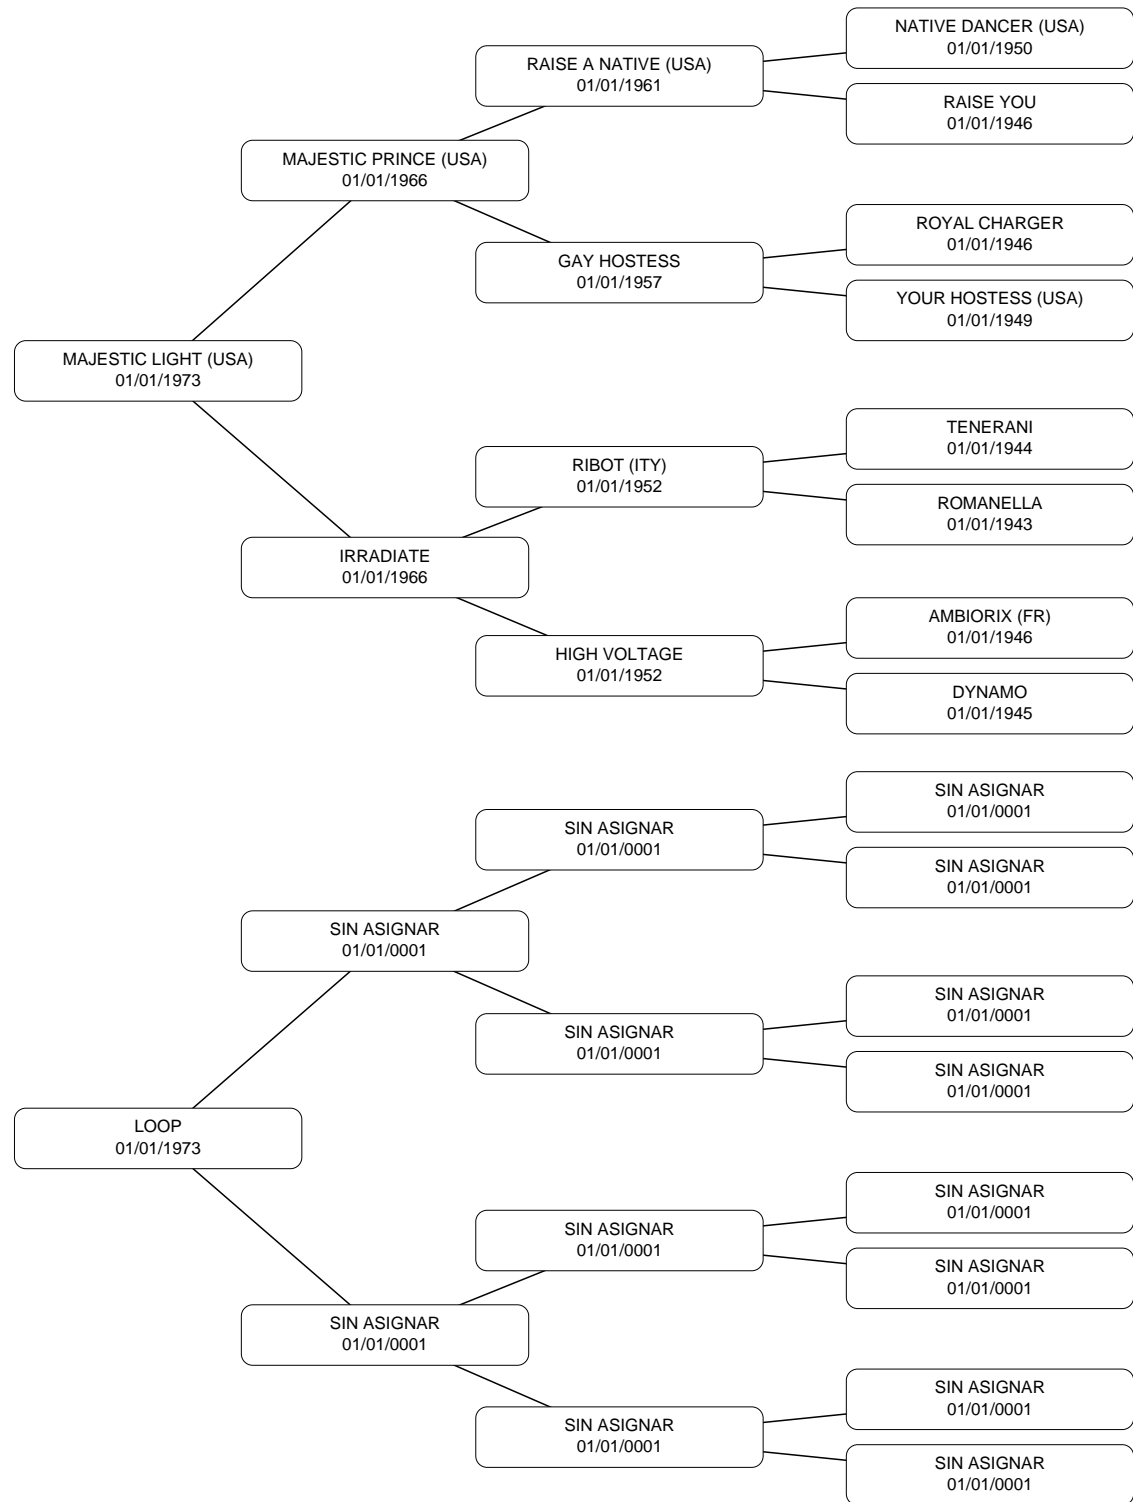 NATIVE DANCER (USA)
01/01/1950
RAISE A NATIVE (USA)
01/01/1961
RAISE YOU
01/01/1946
MAJESTIC PRINCE (USA)
01/01/1966
ROYAL CHARGER
01/01/1946
GAY HOSTESS
01/01/1957
YOUR HOSTESS (USA)
01/01/1949
MAJESTIC LIGHT (USA)
01/01/1973
TENERANI
01/01/1944
RIBOT (ITY)
01/01/1952
ROMANELLA
01/01/1943
IRRADIATE
01/01/1966
AMBIORIX (FR)
01/01/1946
HIGH VOLTAGE
01/01/1952
DYNAMO
01/01/1945
SIN ASIGNAR
01/01/0001
SIN ASIGNAR
01/01/0001
SIN ASIGNAR
01/01/0001
SIN ASIGNAR
01/01/0001
SIN ASIGNAR
01/01/0001
SIN ASIGNAR
01/01/0001
SIN ASIGNAR
01/01/0001
LOOP
01/01/1973
SIN ASIGNAR
01/01/0001
SIN ASIGNAR
01/01/0001
SIN ASIGNAR
01/01/0001
SIN ASIGNAR
01/01/0001
SIN ASIGNAR
01/01/0001
SIN ASIGNAR
01/01/0001
SIN ASIGNAR
01/01/0001